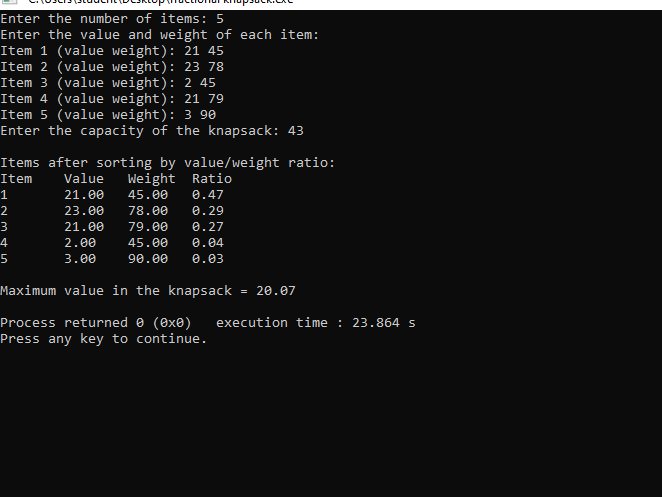 C:\Users\student\Desktop\fractional knapsack.exe
Enter the number of items: 5
Enter the value and weight of each item:
Item 1 (value weight): 21 45
Item 2 (value weight): 23 78
Item 3 (value weight): 2 45
Item 4 (value weight): 21 79
Item 5 (value weight): 3 90
Enter the capacity of the knapsack: 43
Items after sorting by value/weight ratio:
Item Value Weight Ratio
1 21.00 45.00 0.47
2 23.00 78.00 0.29
3 21.00 79.00 0.27
4 2.00 45.00 0.04
5 3.00 90.00 0.03
Maximum value in the knapsack = 20.07
Process returned 0 (0x0) execution time : 23.864 s
Press any key to continue.